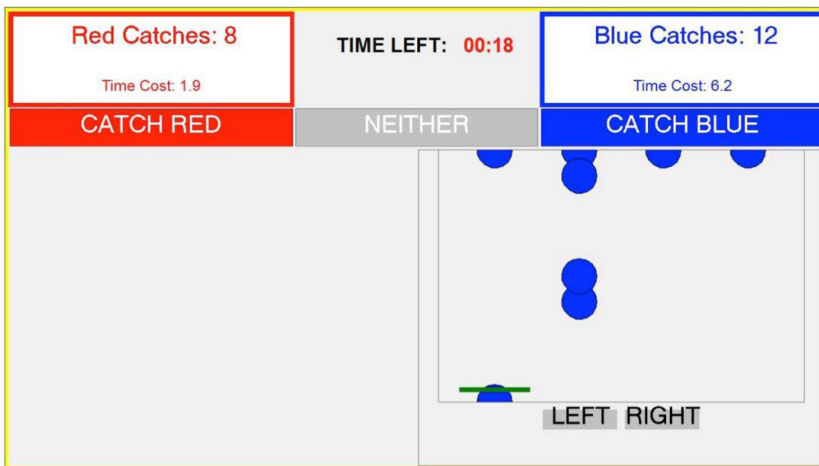 Red Catches: 8
Time Cost: 1.9
TIME LEFT: 00:18
Blue Catches: 12
Time Cost: 6.2
CATCH RED
NEITHER
CATCH BLUE
LEFT
RIGHT